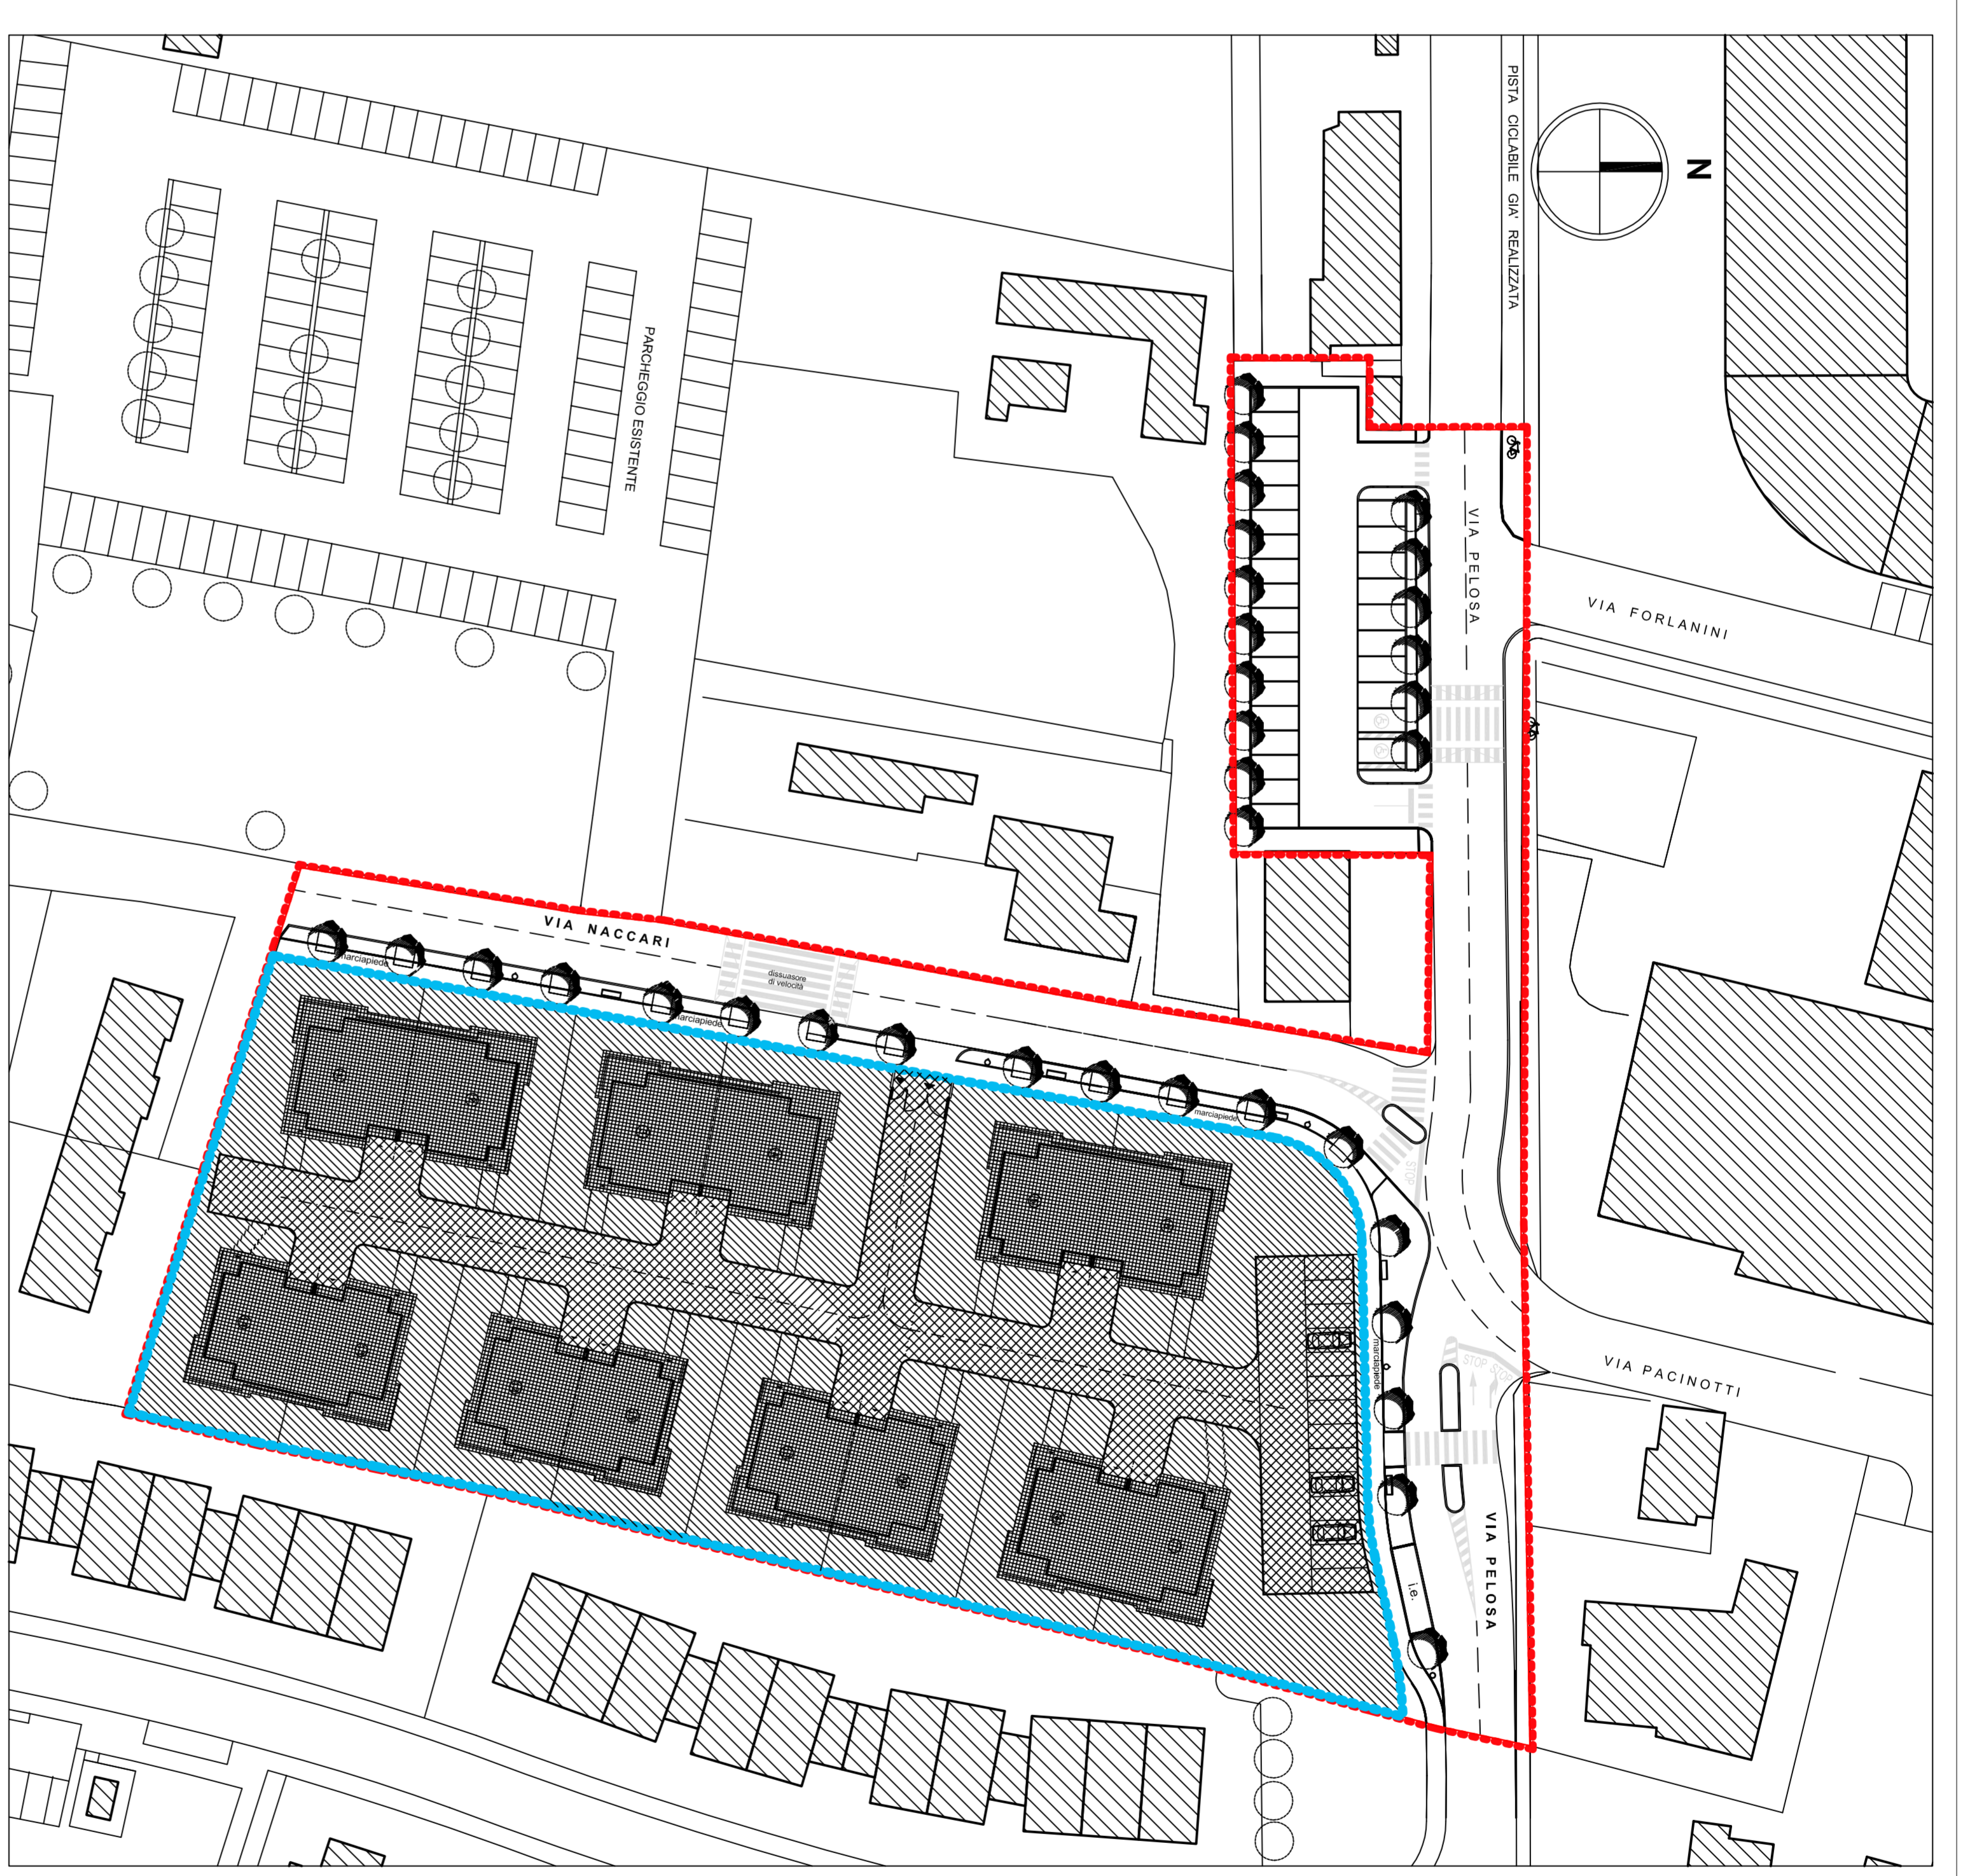 PISTA CICLABILE GIA' REALIZZATA
N
PARCHEGGIO ESISTENTE
VIA PELOSA
VIA FORLANINI
VIA NACCARI
marciapiede
dissuasore
di velocità
marciapiede
marciapiede
STOP
marciapiede
STOP STOP
VIA PACINOTTI
VIA PELOSA
i.e.